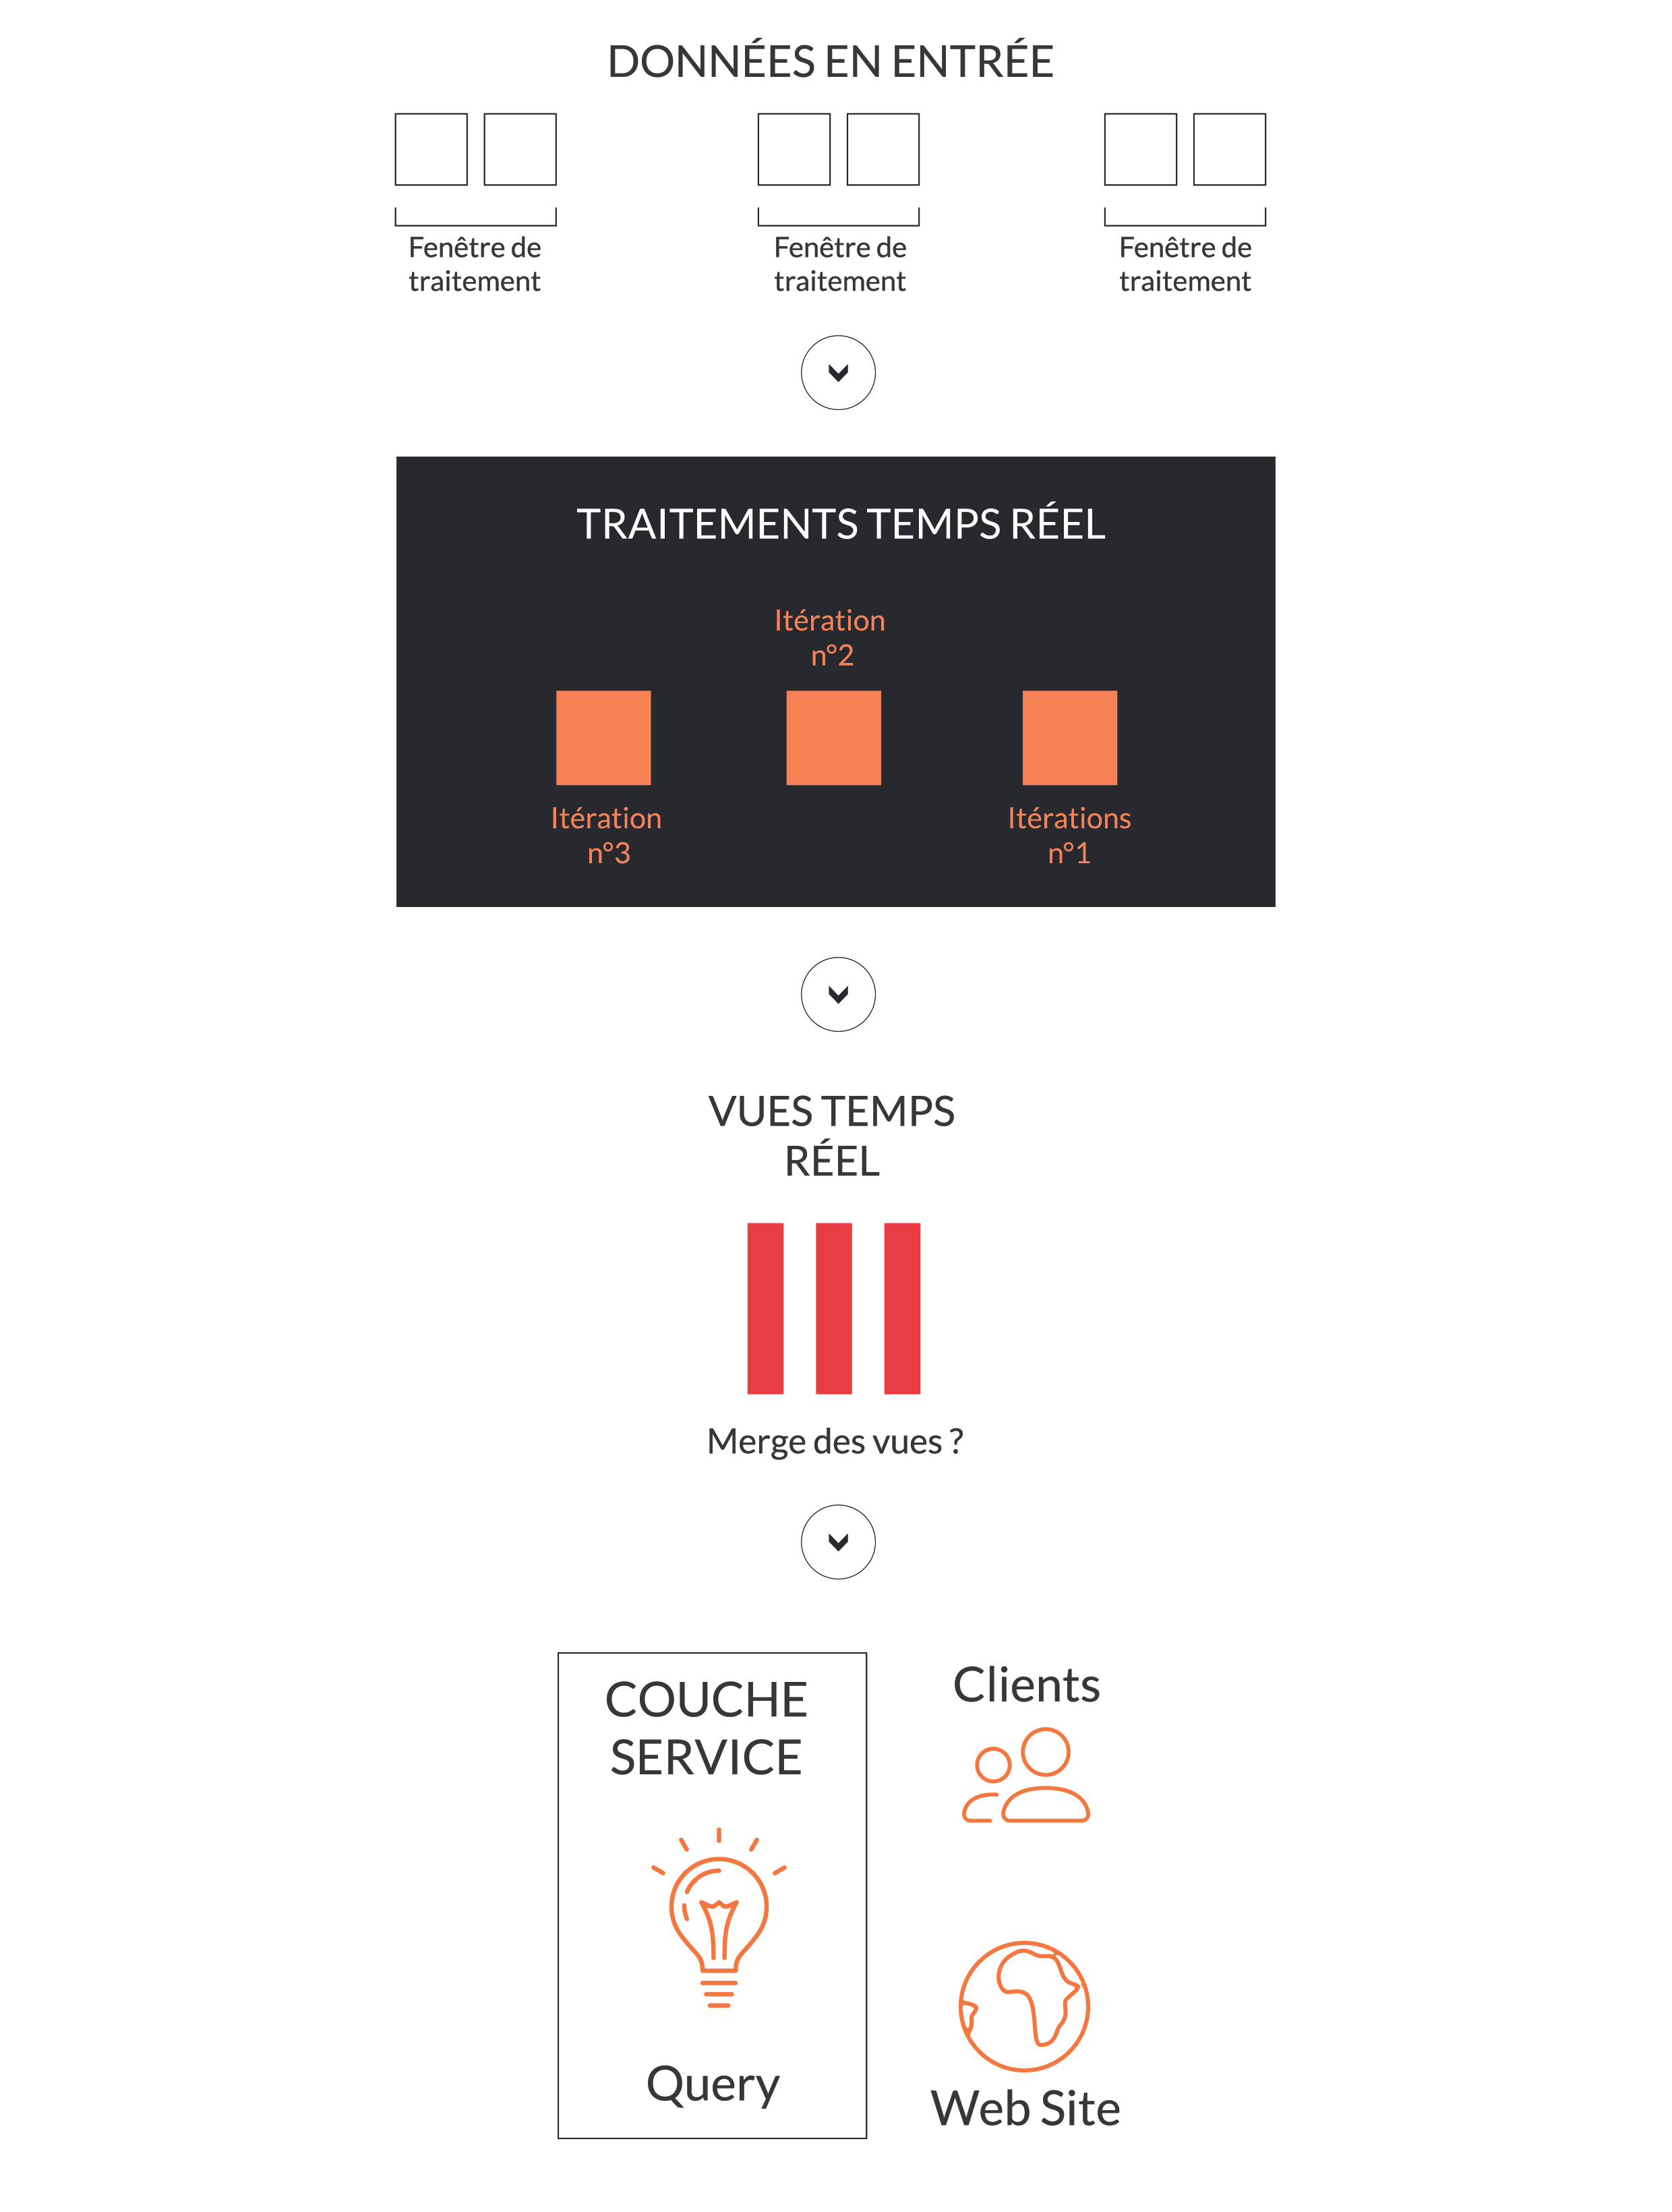 DONNÉES EN ENTRÉE
Fenêtre de
traitement
Fenêtre de
traitement
Fenêtre de
traitement
TRAITEMENTS TEMPS RÉEL
Itération
n°2
Itération
n°3
Itérations
n°1
VUES TEMPS
RÉEL
Merge des vues ?
COUCHE
SERVICE
Query
Clients
Web Site